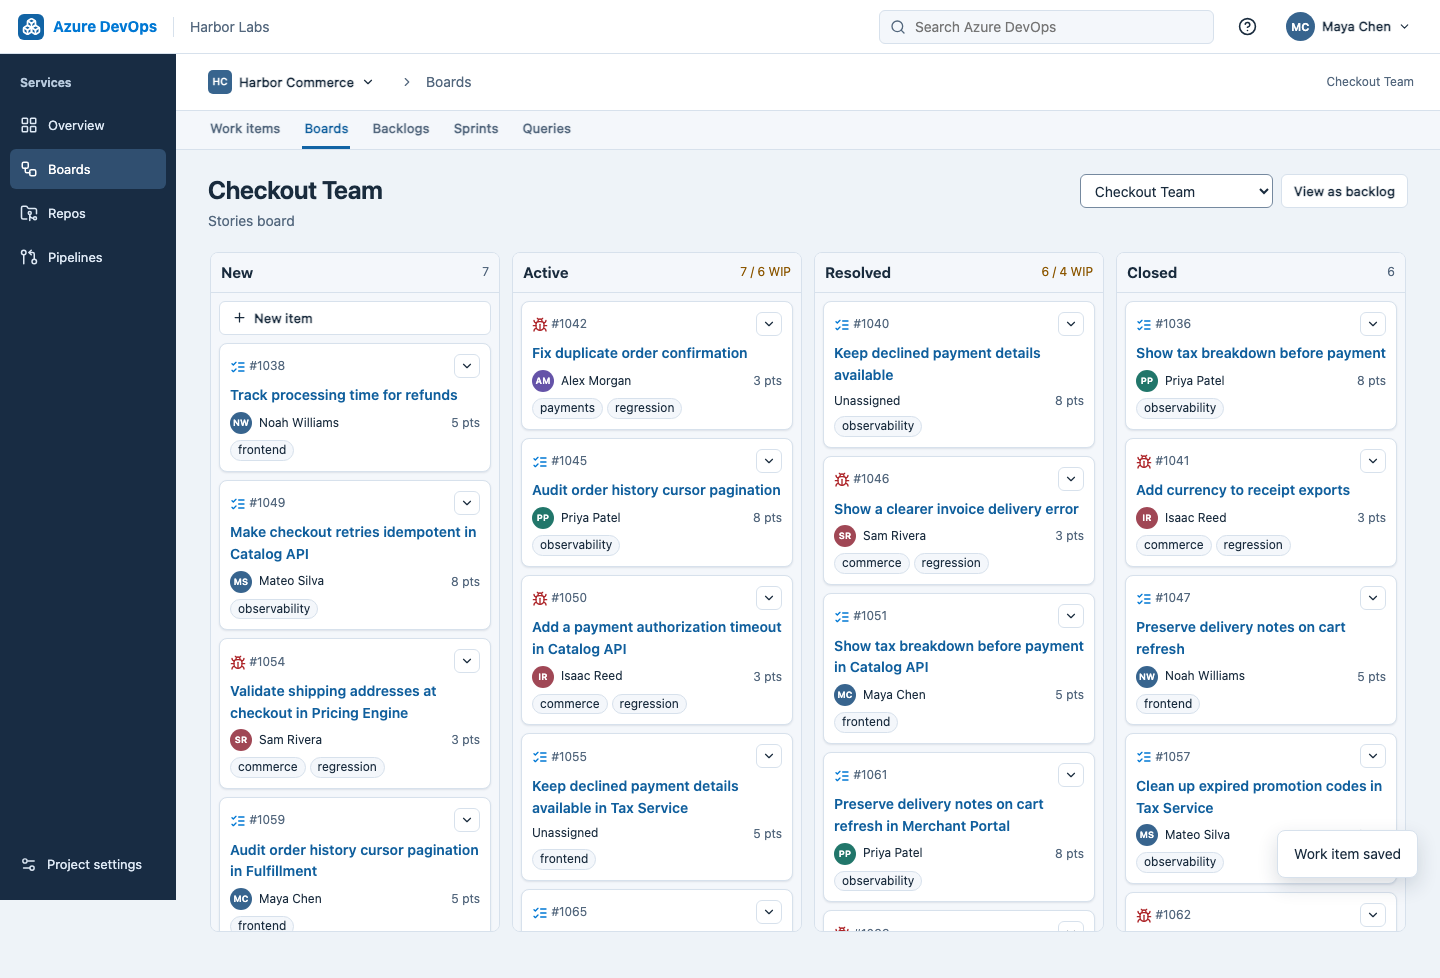 Azure DevOps
Harbor Labs
Search Azure DevOps
MC
Maya Chen
Services
Overview
Boards
Repos
Pipelines
Project settings
HC
Harbor Commerce
Boards
Checkout Team
Work items
Boards
Backlogs
Sprints
Queries
Checkout Team
Stories board
Checkout Team
View as backlog
New
7
New item
#1038
Track processing time for refunds
NW
Noah Williams
5 pts
frontend
#1049
Make checkout retries idempotent in
Catalog API
MS
Mateo Silva
8 pts
observability
#1054
Validate shipping addresses at
checkout in Pricing Engine
SR
Sam Rivera
3 pts
commerce
regression
#1059
Audit order history cursor pagination
in Fulfillment
MC
Maya Chen
5 pts
frontend
Active
7 / 6 WIP
#1042
Fix duplicate order confirmation
AM
Alex Morgan
3 pts
payments
regression
#1045
Audit order history cursor pagination
PP
Priya Patel
8 pts
observability
#1050
Add a payment authorization timeout
in Catalog API
IR
Isaac Reed
3 pts
commerce
regression
#1055
Keep declined payment details
available in Tax Service
Unassigned
5 pts
frontend
#1065
Resolved
6 / 4 WIP
#1040
Keep declined payment details
available
Unassigned
8 pts
observability
#1046
Show a clearer invoice delivery error
SR
Sam Rivera
3 pts
commerce
regression
#1051
Show tax breakdown before payment
in Catalog API
MC
Maya Chen
5 pts
frontend
#1061
Preserve delivery notes on cart
refresh in Merchant Portal
PP
Priya Patel
8 pts
observability
Closed
6
#1036
Show tax breakdown before payment
PP
Priya Patel
8 pts
observability
#1041
Add currency to receipt exports
IR
Isaac Reed
3 pts
commerce
regression
#1047
Preserve delivery notes on cart
refresh
NW
Noah Williams
5 pts
frontend
#1057
Clean up expired promotion codes in
Tax Service
MS
Mateo Silva
observability
#1062
Work item saved